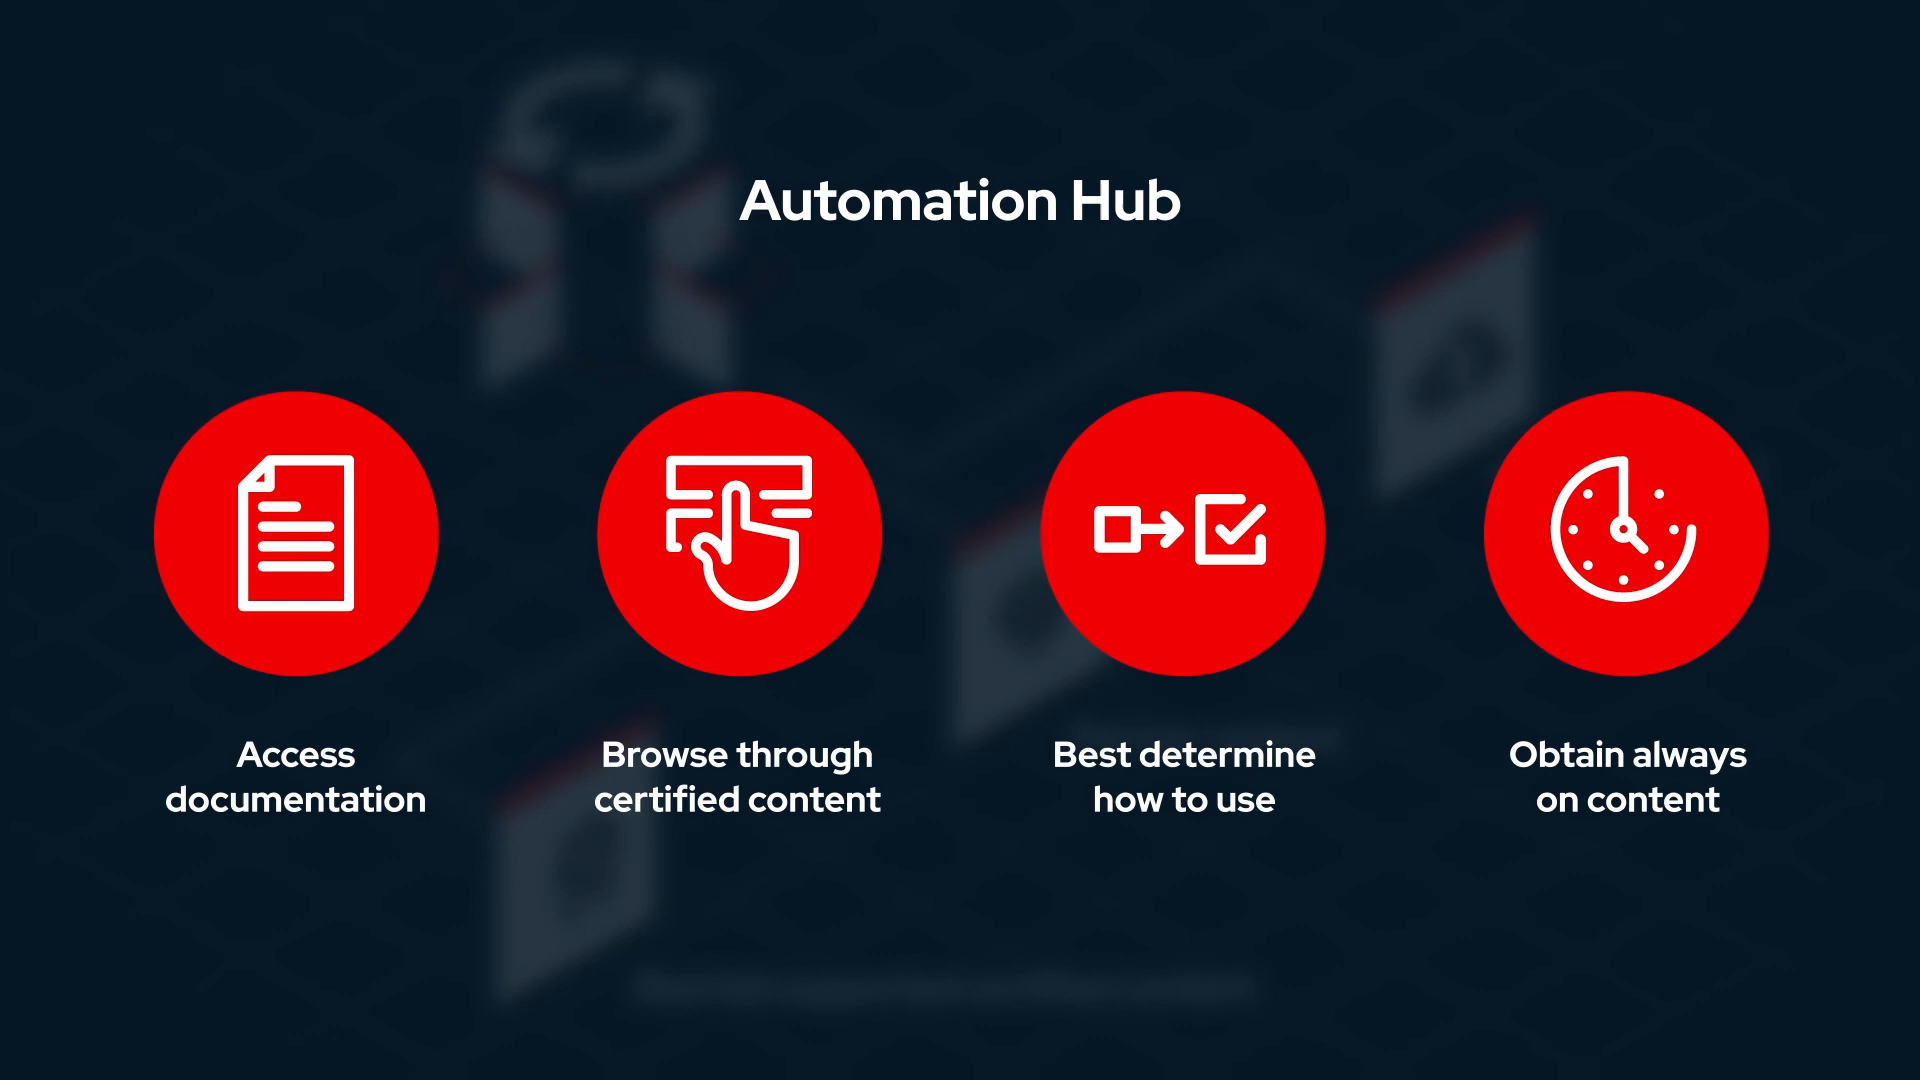 Automation Hub
Access
documentation
Browse through
certified content
Best determine
how to use
Obtain always
on content